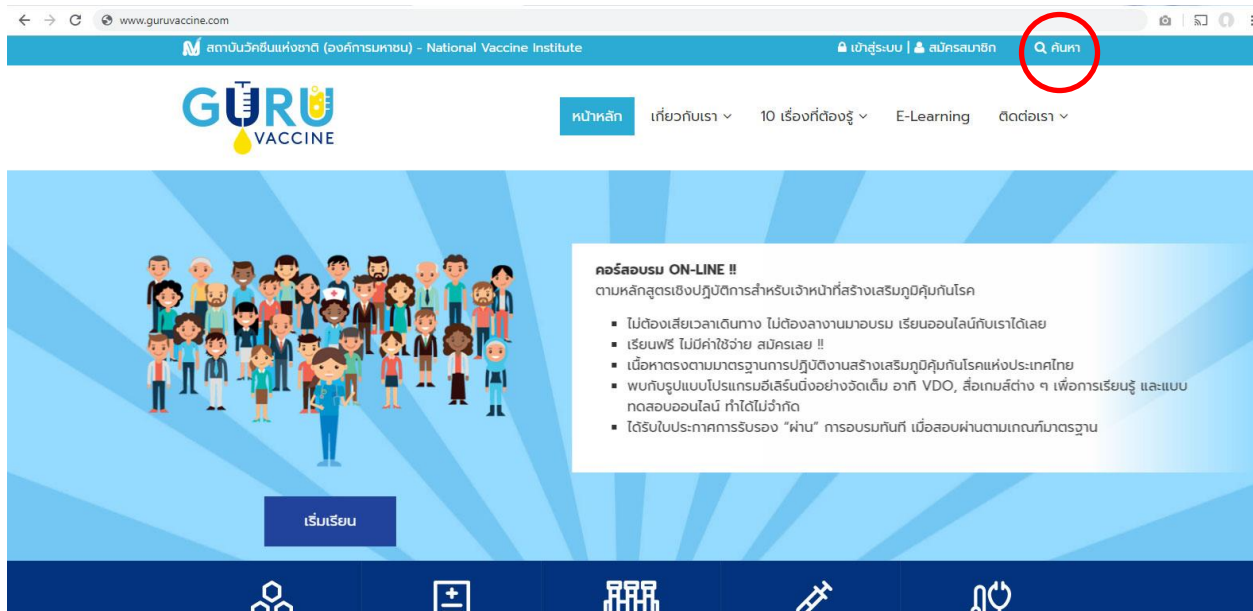 www.guruvaccine.com
สถาบันวัคซีนแห่งชาติ (องค์การมหาชน) - National Vaccine Institute
เข้าสู่ระบบ | สมัครสมาชิก
ค้นหา
GURU
VACCINE
หน้าหลัก
เกี่ยวกับเรา
10 เรื่องที่ต้องรู้
E-Learning
ติดต่อเรา
คอร์สอบรม ON-LINE !!
ตามหลักสูตรเชิงปฏิบัติการสำหรับเจ้าหน้าที่สร้างเสริมภูมิคุ้มกันโรค
▪ ไม่ต้องเสียเวลาเดินทาง ไม่ต้องลางานมาอบรม เรียนออนไลน์กับเราได้เลย
▪ เรียนฟรี ไม่มีค่าใช้จ่าย สมัครเลย !!
▪ เนื้อหาตรงตามมาตรฐานการปฏิบัติงานสร้างเสริมภูมิคุ้มกันโรคแห่งประเทศไทย
▪ พบกับรูปแบบโปรแกรมอีเลิร์นนิ่งอย่างจัดเต็ม อาทิ VDO, สื่อเกมส์ต่าง ๆ เพื่อการเรียนรู้ และแบบ
ทดสอบออนไลน์ ทำได้ไม่จำกัด
▪ ได้รับใบประกาศการรับรอง “ผ่าน” การอบรมทันที เมื่อสอบผ่านตามเกณฑ์มาตรฐาน
เริ่มเรียน